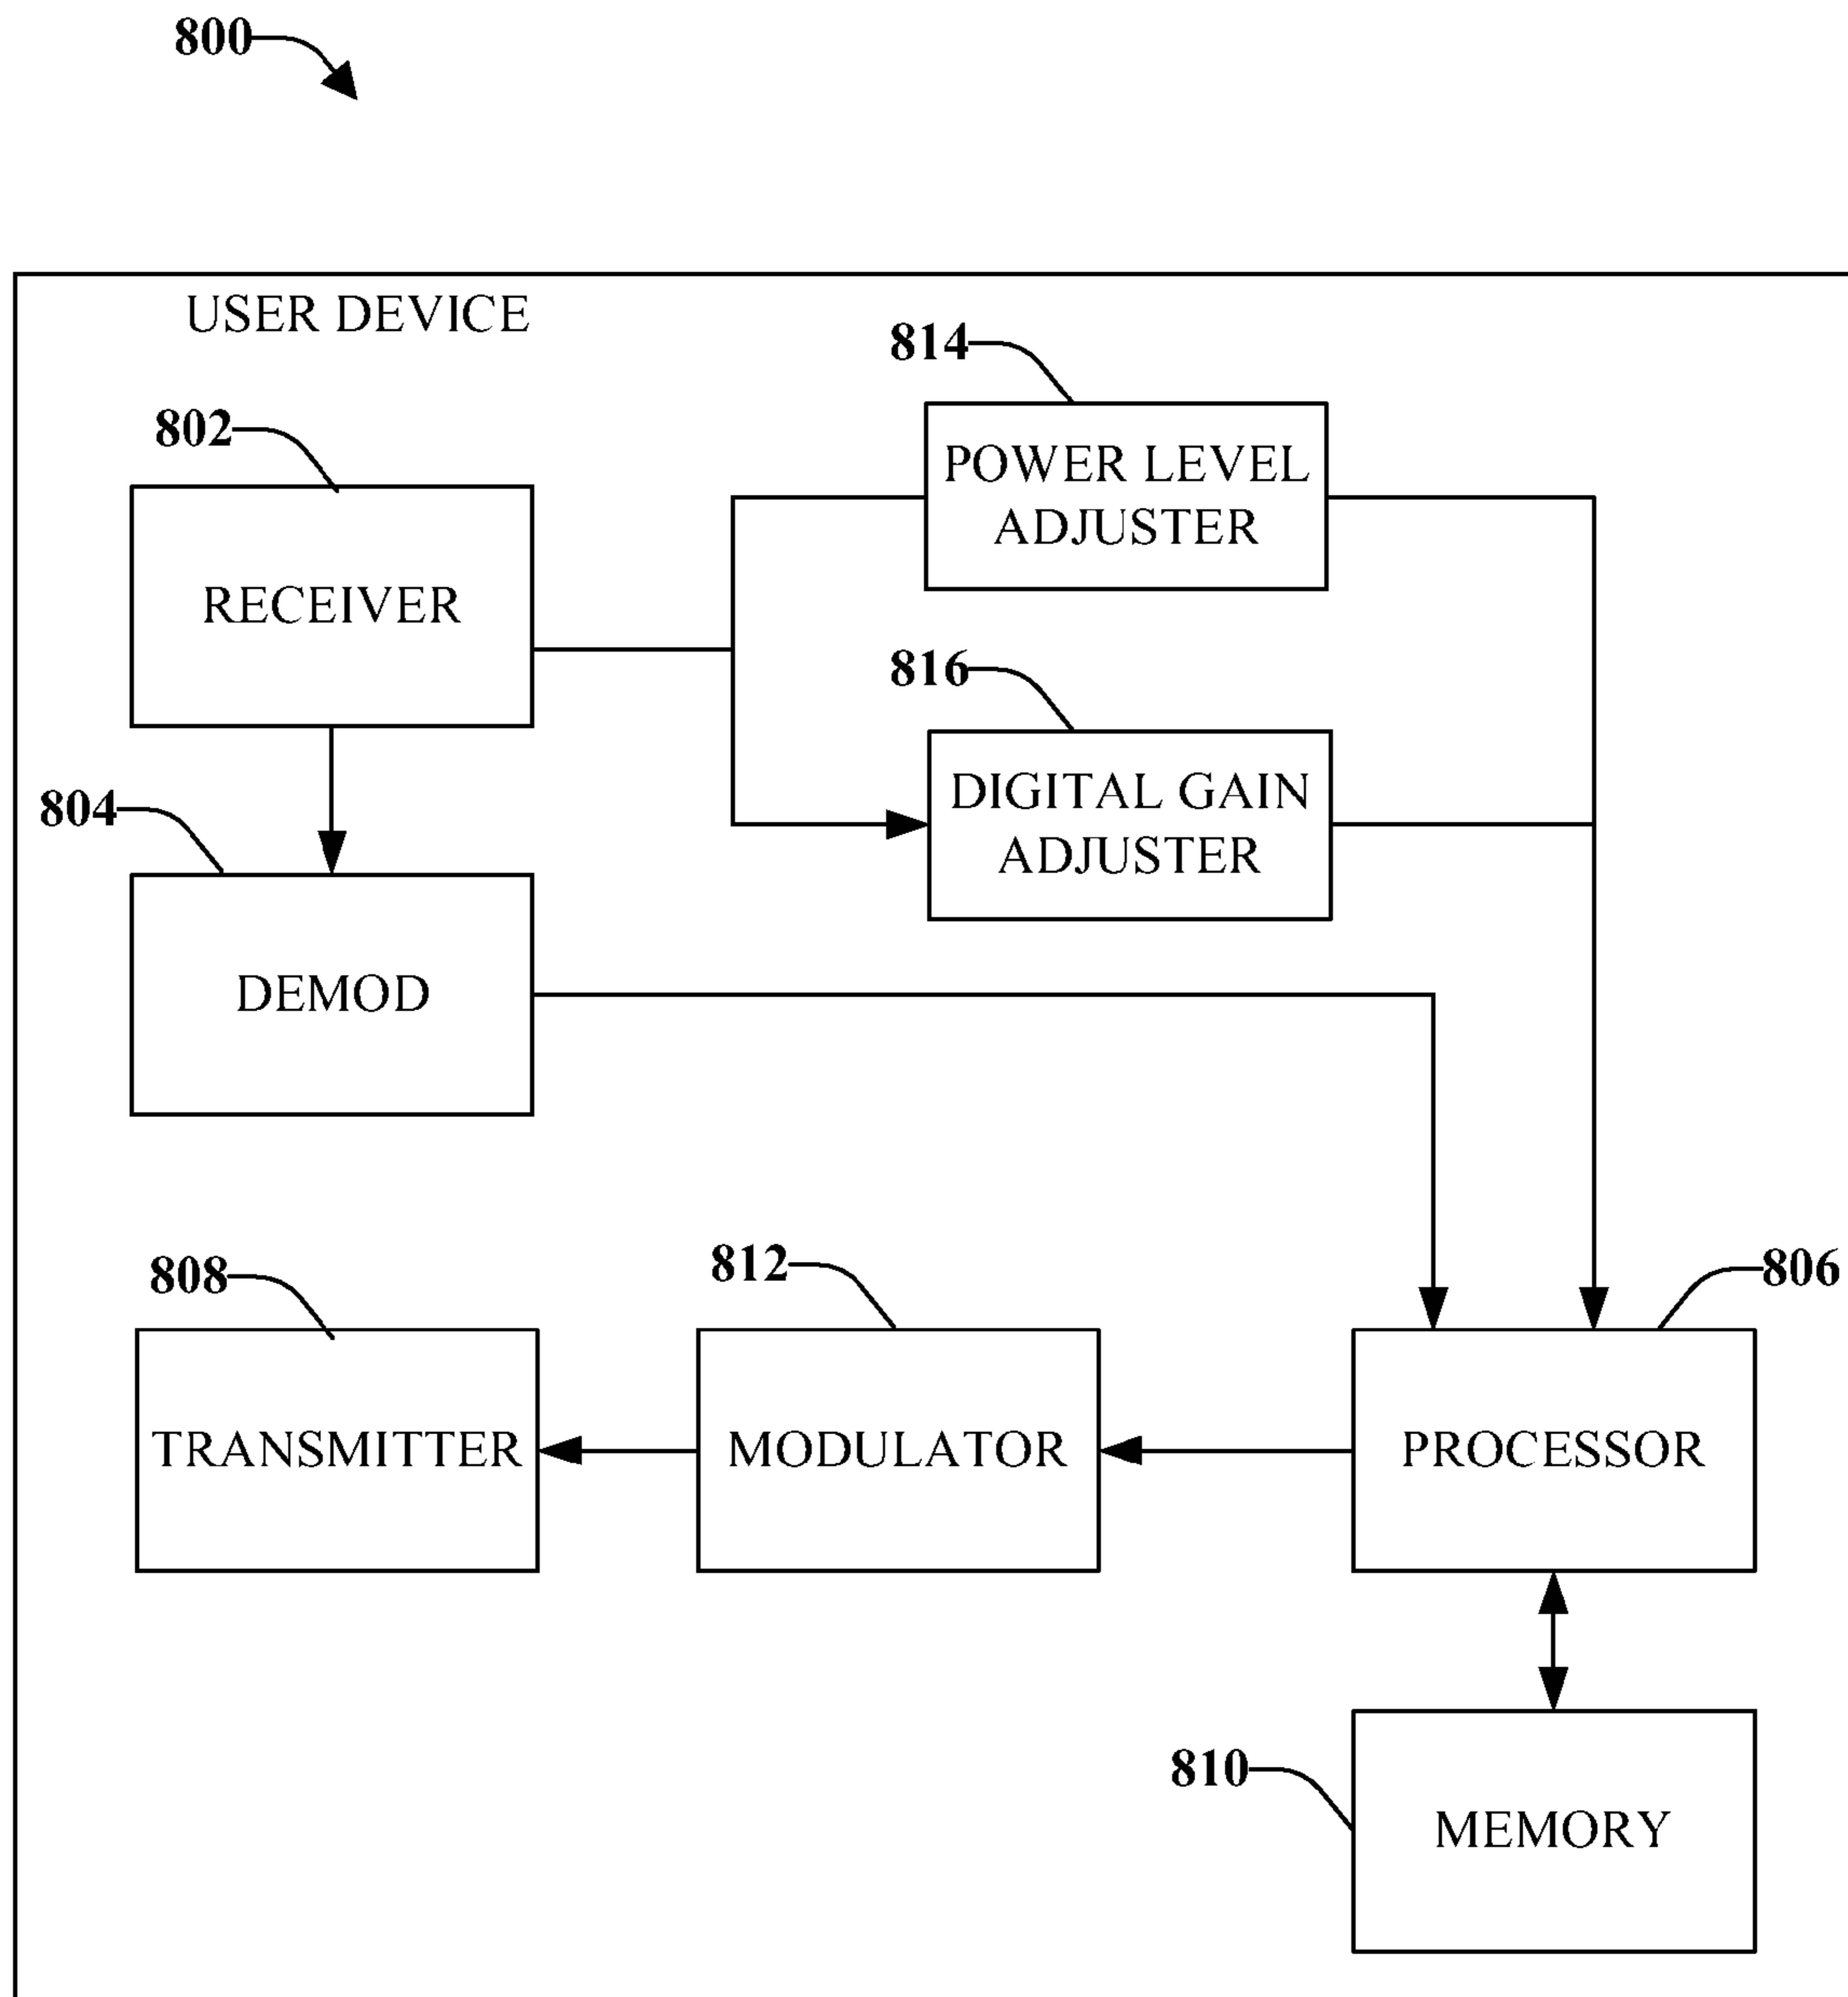 800
USER DEVICE
814
802
POWER LEVEL
ADJUSTER
RECEIVER
816
804
DIGITAL GAIN
ADJUSTER
DEMOD
808
812
806
TRANSMITTER
MODULATOR
PROCESSOR
810
MEMORY